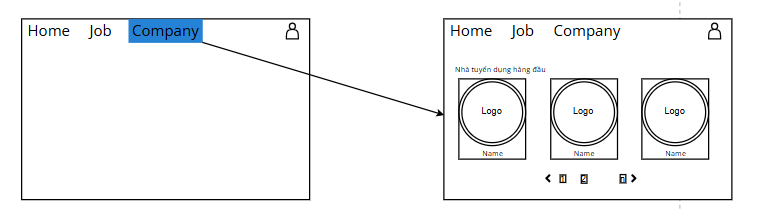 Home Job Company
Home Job Company
Nhà tuyển dụng hàng đầu
Logo Logo Logo
Name Name Name
1 2 n